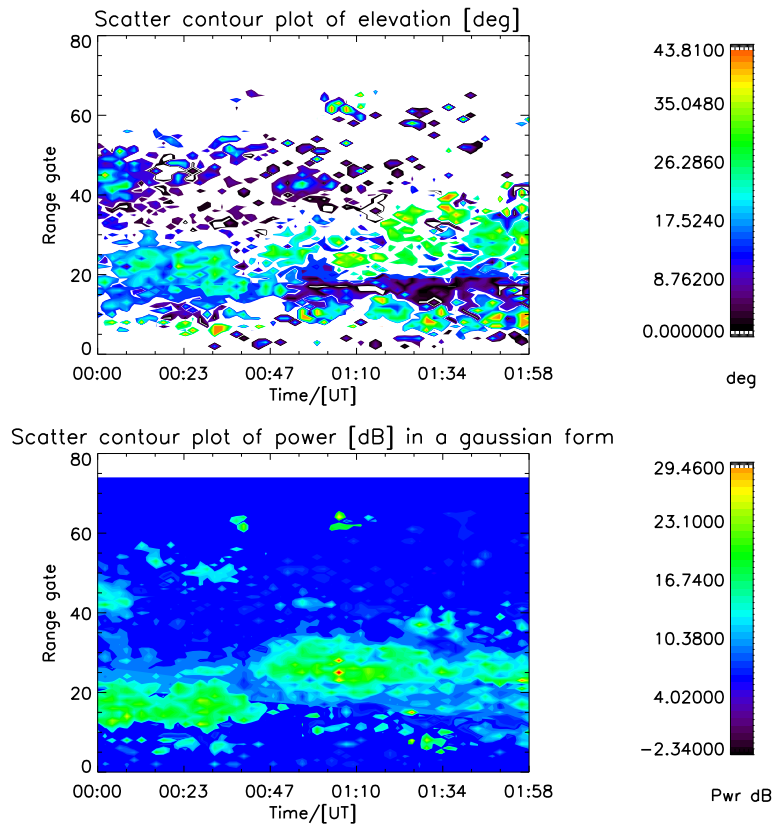 Scatter contour plot of elevation [deg]
80
60
40
20
0
Range gate
00:00 00:23 00:47 01:10 01:34 01:58
Time/[UT]
43.8100
35.0480
26.2860
17.5240
8.76200
0.000000
deg
Scatter contour plot of power [dB] in a gaussian form
80
60
40
20
0
Range gate
00:00 00:23 00:47 01:10 01:34 01:58
Time/[UT]
29.4600
23.1000
16.7400
10.3800
4.02000
−2.34000
Pwr dB